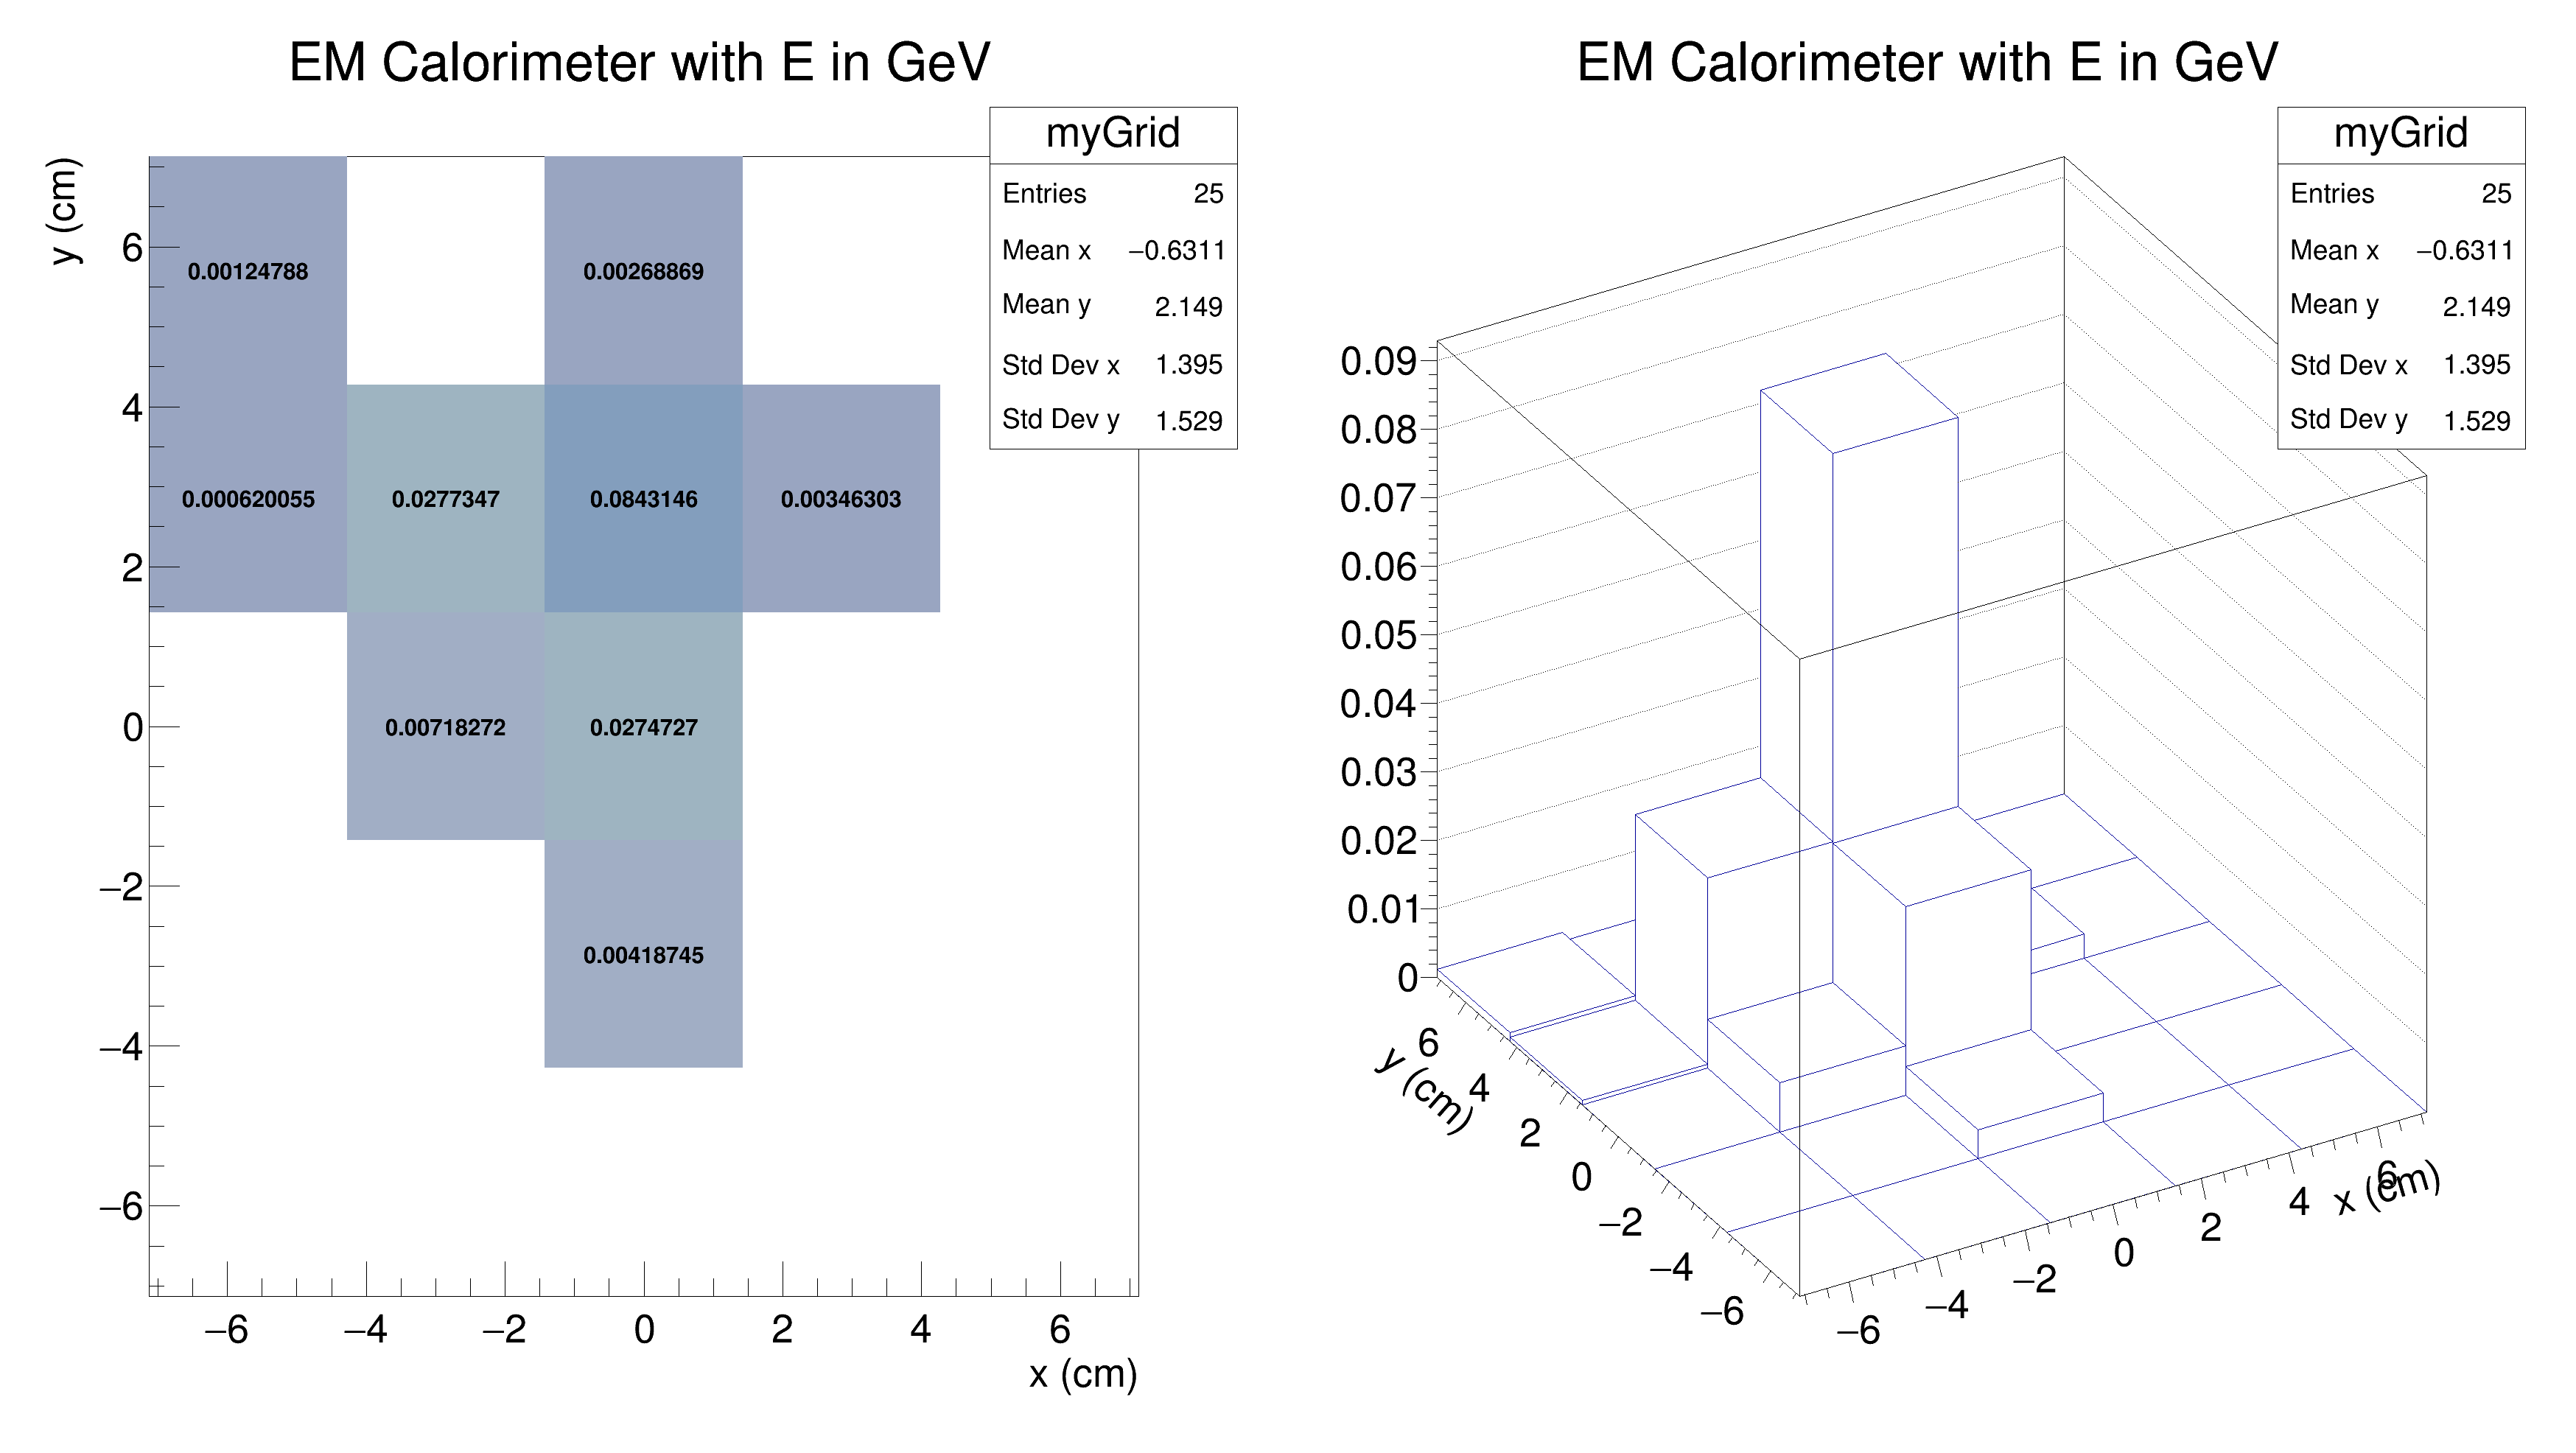 EM Calorimeter with E in GeV
myGrid
Entries 25
Mean x −0.6311
Mean y 2.149
Std Dev x 1.395
Std Dev y 1.529
y (cm)
6
4
2
0
−2
−4
−6
0.00124788 0.00268869
0.000620055 0.0277347 0.0843146 0.00346303
0.00718272 0.0274727
0.00418745
−6 −4 −2 0 2 4 6
x (cm)
EM Calorimeter with E in GeV
myGrid
Entries 25
Mean x −0.6311
Mean y 2.149
Std Dev x 1.395
Std Dev y 1.529
0.09
0.08
0.07
0.06
0.05
0.04
0.03
0.02
0.01
0
6
4
2
0
−2
−4
−6
y (cm)
−6
−4
−2
0
2
4
6
x (cm)